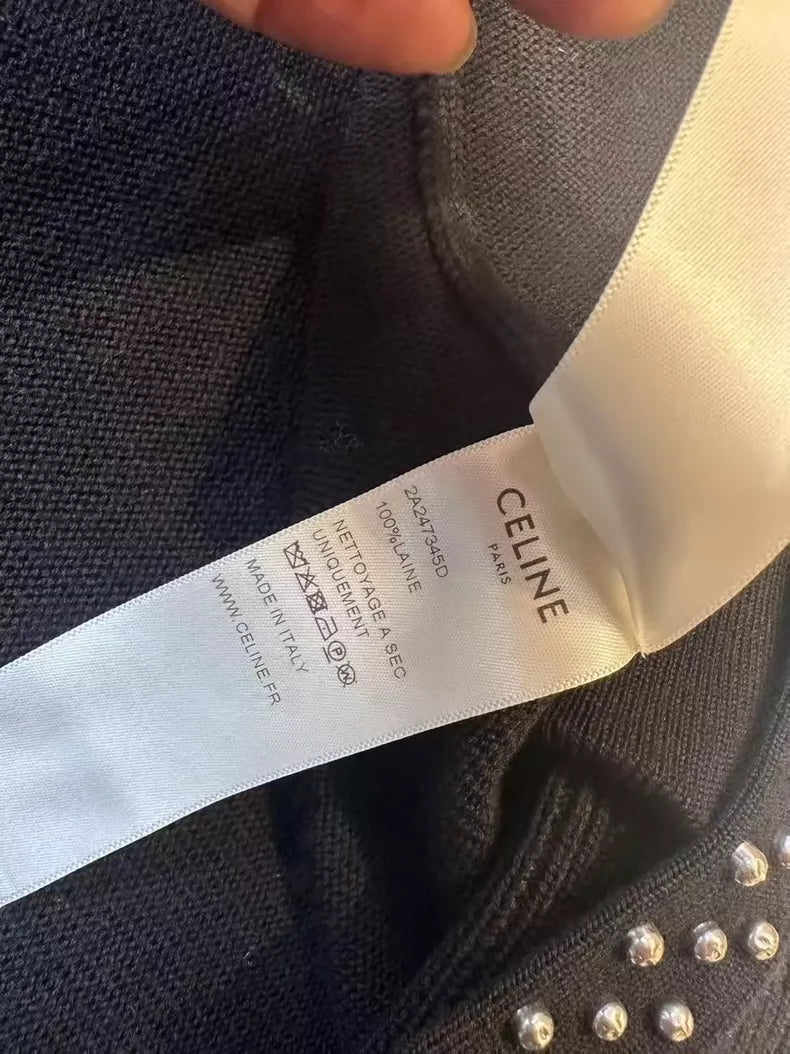 CELINE
PARIS
2A247345D
100%LAINE
NETTOYAGE A SEC
UNIQUEMENT
MADE IN ITALY
WWW.CELINE.FR